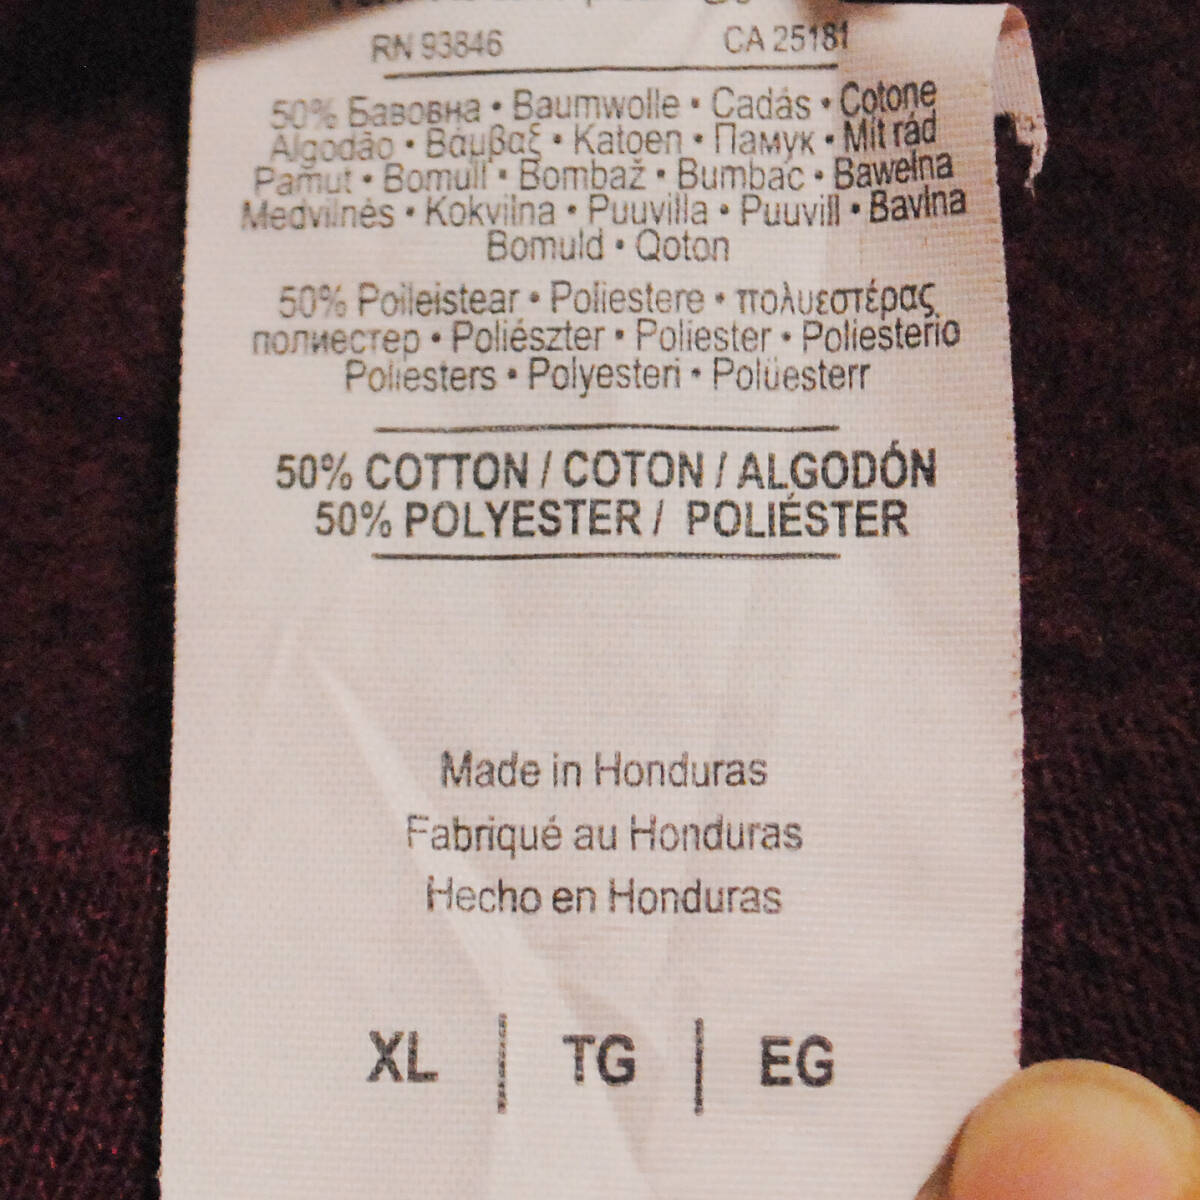 RN 93846 CA 25181
50% Бавовна • Baumwolle • Cadás • Cotone
Algodão • Βάμβαξ • Katoen • Памук • Mit rád
Pamut • Bomull • Bombaž • Bumbac • Bawełna
Medvilnės • Kokvilna • Puuvilla • Puuvill • Bavlna
Bomuld • Qoton
50% Poileistear • Poliestere • πολυεστέρας
полиестер • Poliészter • Poliester • Poliesterio
Poliesters • Polyesteri • Polüesterr
50% COTTON / COTON / ALGODÓN
50% POLYESTER / POLIÉSTER
Made in Honduras
Fabriqué au Honduras
Hecho en Honduras
XL | TG | EG